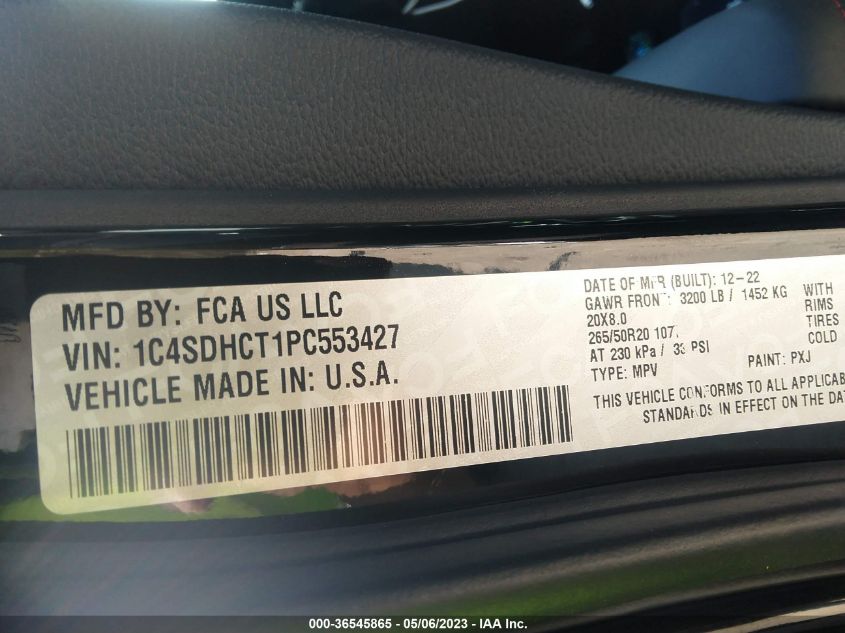 MFD BY: FCA US LLC
VIN: 1C4SDHCT1PC553427
VEHICLE MADE IN: U.S.A.
DATE OF MFR (BUILT): 12-22
GAWR FRONT: 3200 LB / 1452 KG WITH
20X8.0 RIMS
265/50R20 107 TIRES
AT 230 kPa / 33 PSI COLD
TYPE: MPV PAINT: PXJ
THIS VEHICLE CONFORMS TO ALL APPLICAB
STANDARDS IN EFFECT ON THE DA
000-36545865 - 05/06/2023 - IAA Inc.